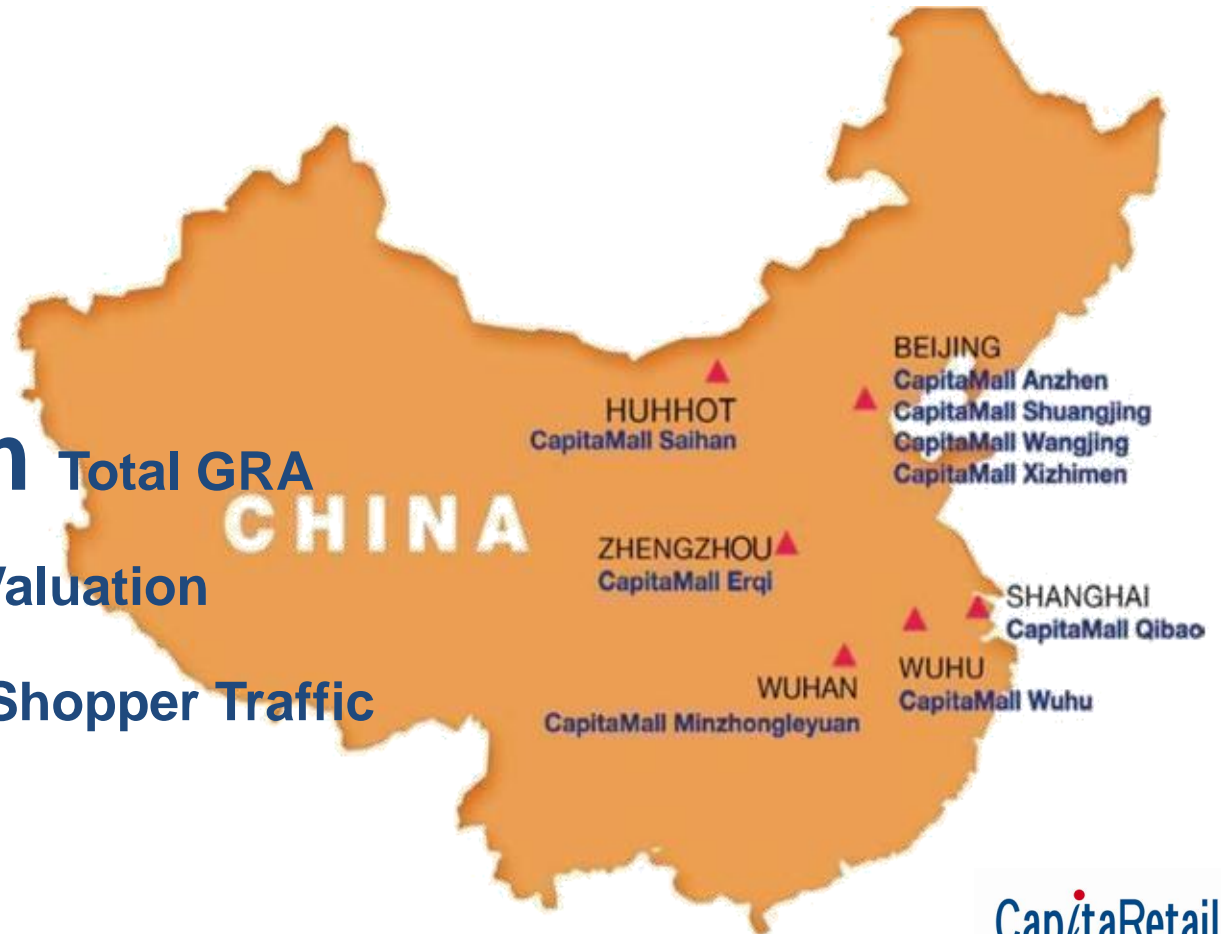 BEIJING
CapitaMall Anzhen
CapitaMall Shuangjing
CapitaMall Wangjing
CapitaMall Xizhimen
HUHHOT
CapitaMall Saihan
Total GRA
CHINA
ZHENGZHOU
CapitaMall Erqi
Valuation
SHANGHAI
CapitaMall Qibao
WUHU
CapitaMall Wuhu
WUHAN
CapitaMall Minzhongleyuan
Shopper Traffic
CapitaRetail